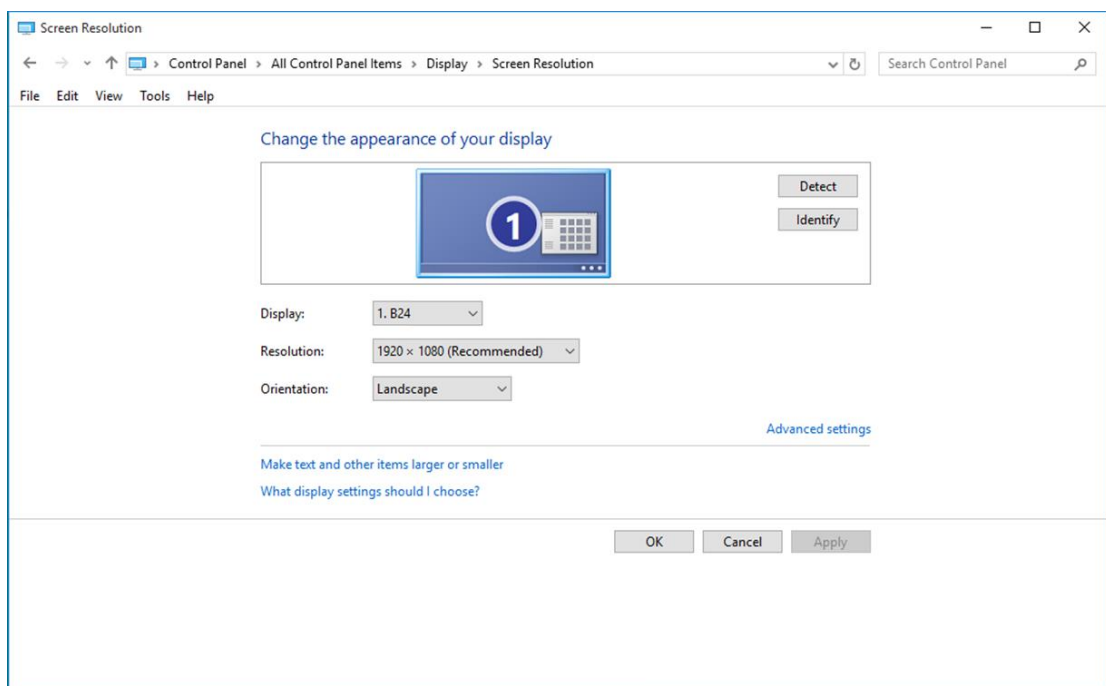 Screen Resolution
Control Panel > All Control Panel Items > Display > Screen Resolution
Search Control Panel
File Edit View Tools Help
Change the appearance of your display
1
Detect
Identify
Display: 1. B24
Resolution: 1920 × 1080 (Recommended)
Orientation: Landscape
Advanced settings
Make text and other items larger or smaller
What display settings should I choose?
OK Cancel Apply